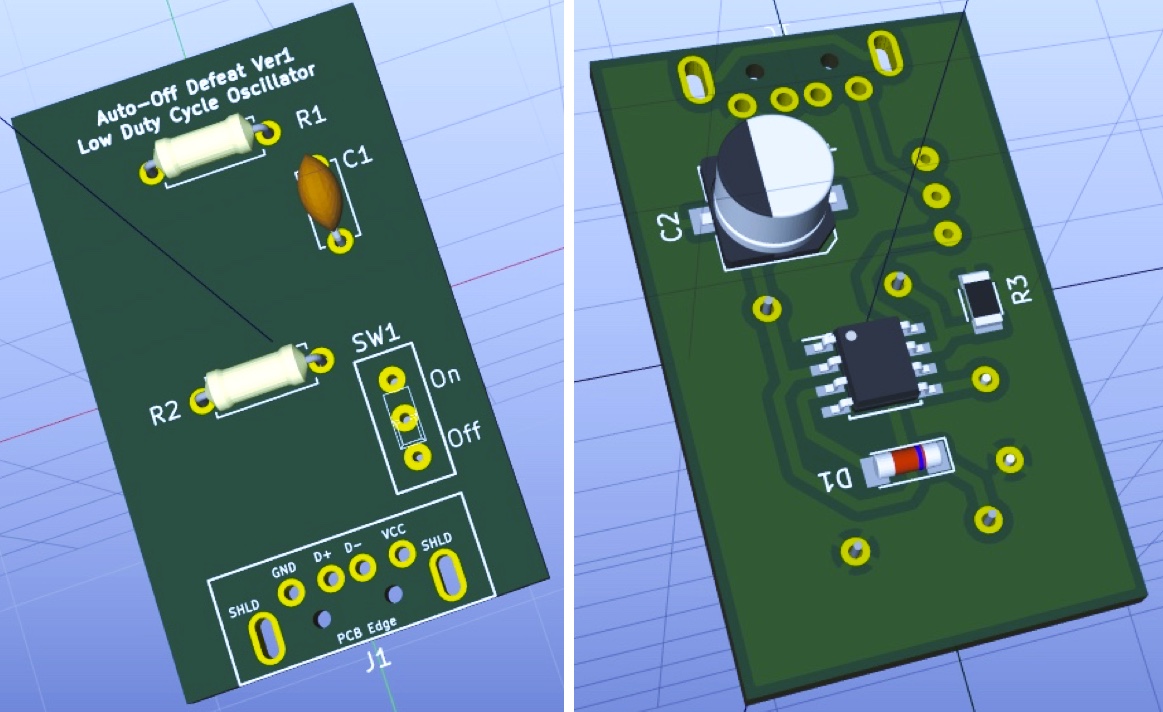 Auto-Off Defeat Ver1
Low Duty Cycle Oscillator
R1
C1
SW1
On
R2
Off
VCC
D-
D+
GND
SHLD
SHLD
PCB Edge
J1
C2
R3
D1